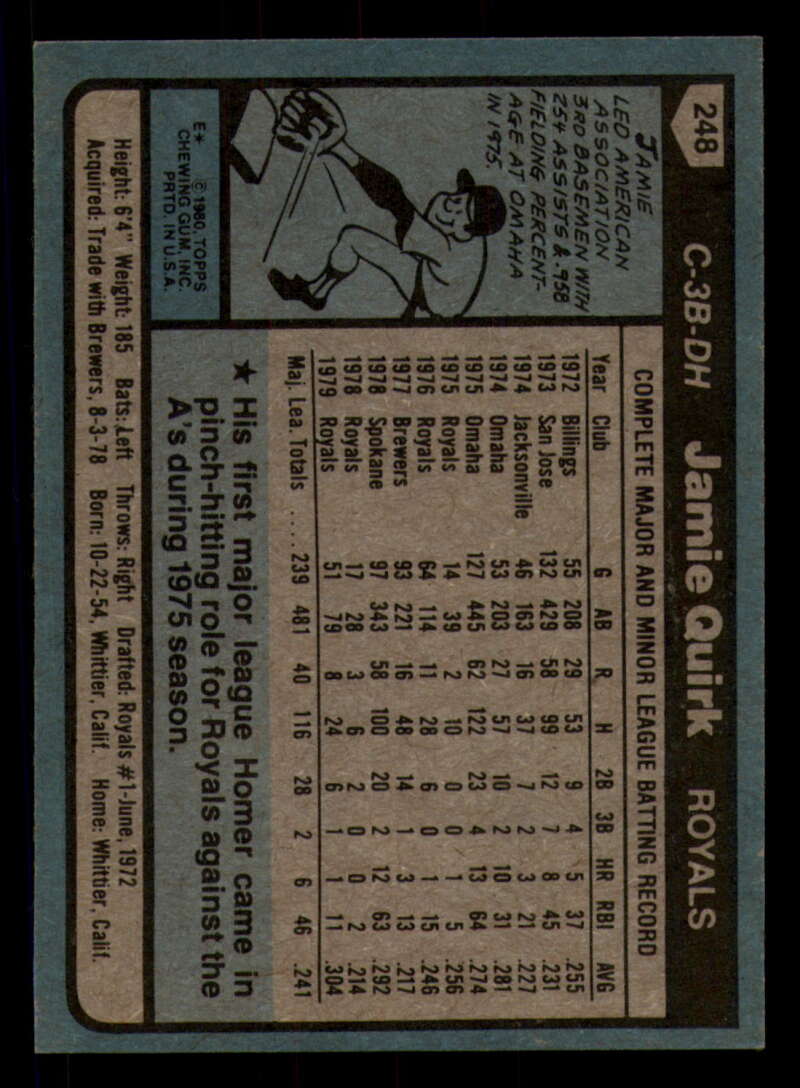 248 C-3B-DH Jamie Quirk ROYALS
JAMIE
LED AMERICAN
ASSOCIATION
3RD BASEMEN WITH
254 ASSISTS & .958
FIELDING PERCENT-
AGE AT OMAHA
IN 1975.
E★ © 1980, TOPPS
CHEWING GUM, INC.
PRTD. IN U.S.A.
COMPLETE MAJOR AND MINOR LEAGUE BATTING RECORD
Year Club G AB R H 2B 3B HR RBI AVG
1972 Billings 55 208 29 53 9 4 5 37 .255
1973 San Jose 132 429 58 99 12 7 8 45 .231
1974 Jacksonville 46 163 16 37 7 2 3 21 .227
1974 Omaha 53 203 27 57 10 2 10 31 .281
1975 Omaha 127 445 62 122 23 4 13 64 .274
1975 Royals 14 39 2 10 0 0 1 5 .256
1976 Royals 64 114 11 28 6 0 1 15 .246
1977 Brewers 93 221 16 48 14 1 3 13 .217
1978 Spokane 97 343 58 100 20 2 12 63 .292
1978 Royals 17 28 3 6 2 0 0 2 .214
1979 Royals 51 79 8 24 6 1 1 11 .304
Maj. Lea. Totals .... 239 481 40 116 28 2 6 46 .241
★ His first major league Homer came in
pinch-hitting role for Royals against the
A's during 1975 season.
Height: 6'4" Weight: 185 Bats: Left Throws: Right Drafted: Royals #1-June, 1972
Acquired: Trade with Brewers, 8-3-78 Born: 10-22-54, Whittier, Calif. Home: Whittier, Calif.